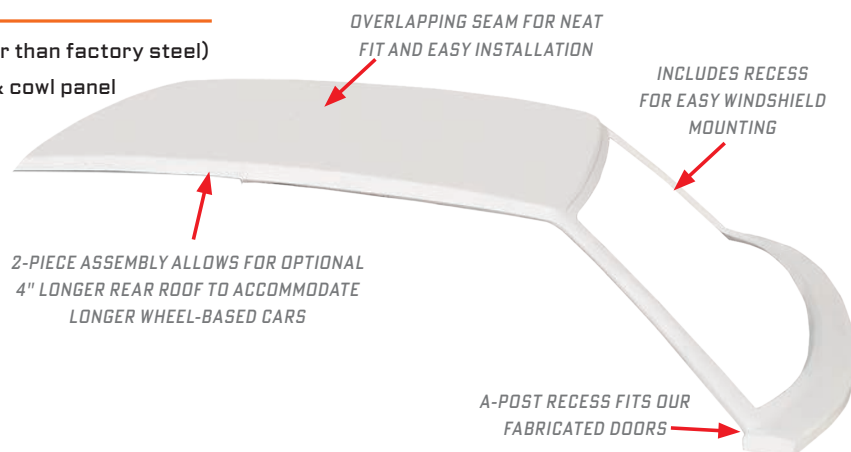 OVERLAPPING SEAM FOR NEAT
FIT AND EASY INSTALLATION
r than factory steel)
cowl panel
INCLUDES RECESS
FOR EASY WINDSHIELD
MOUNTING
2-PIECE ASSEMBLY ALLOWS FOR OPTIONAL
4" LONGER REAR ROOF TO ACCOMMODATE
LONGER WHEEL-BASED CARS
A-POST RECESS FITS OUR
FABRICATED DOORS